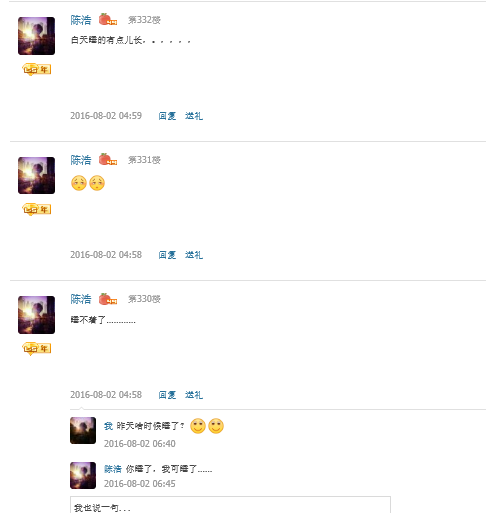 陈浩 第332楼
白天睡的有点儿长。。。。。。
2016-08-02 04:59 回复 送礼
陈浩 第331楼
2016-08-02 04:58 回复 送礼
陈浩 第330楼
睡不着了............
2016-08-02 04:58 回复 送礼
我 昨天啥时候睡了？
2016-08-02 06:40
陈浩 你睡了，我可睡了......
2016-08-02 06:45
我也说一句...